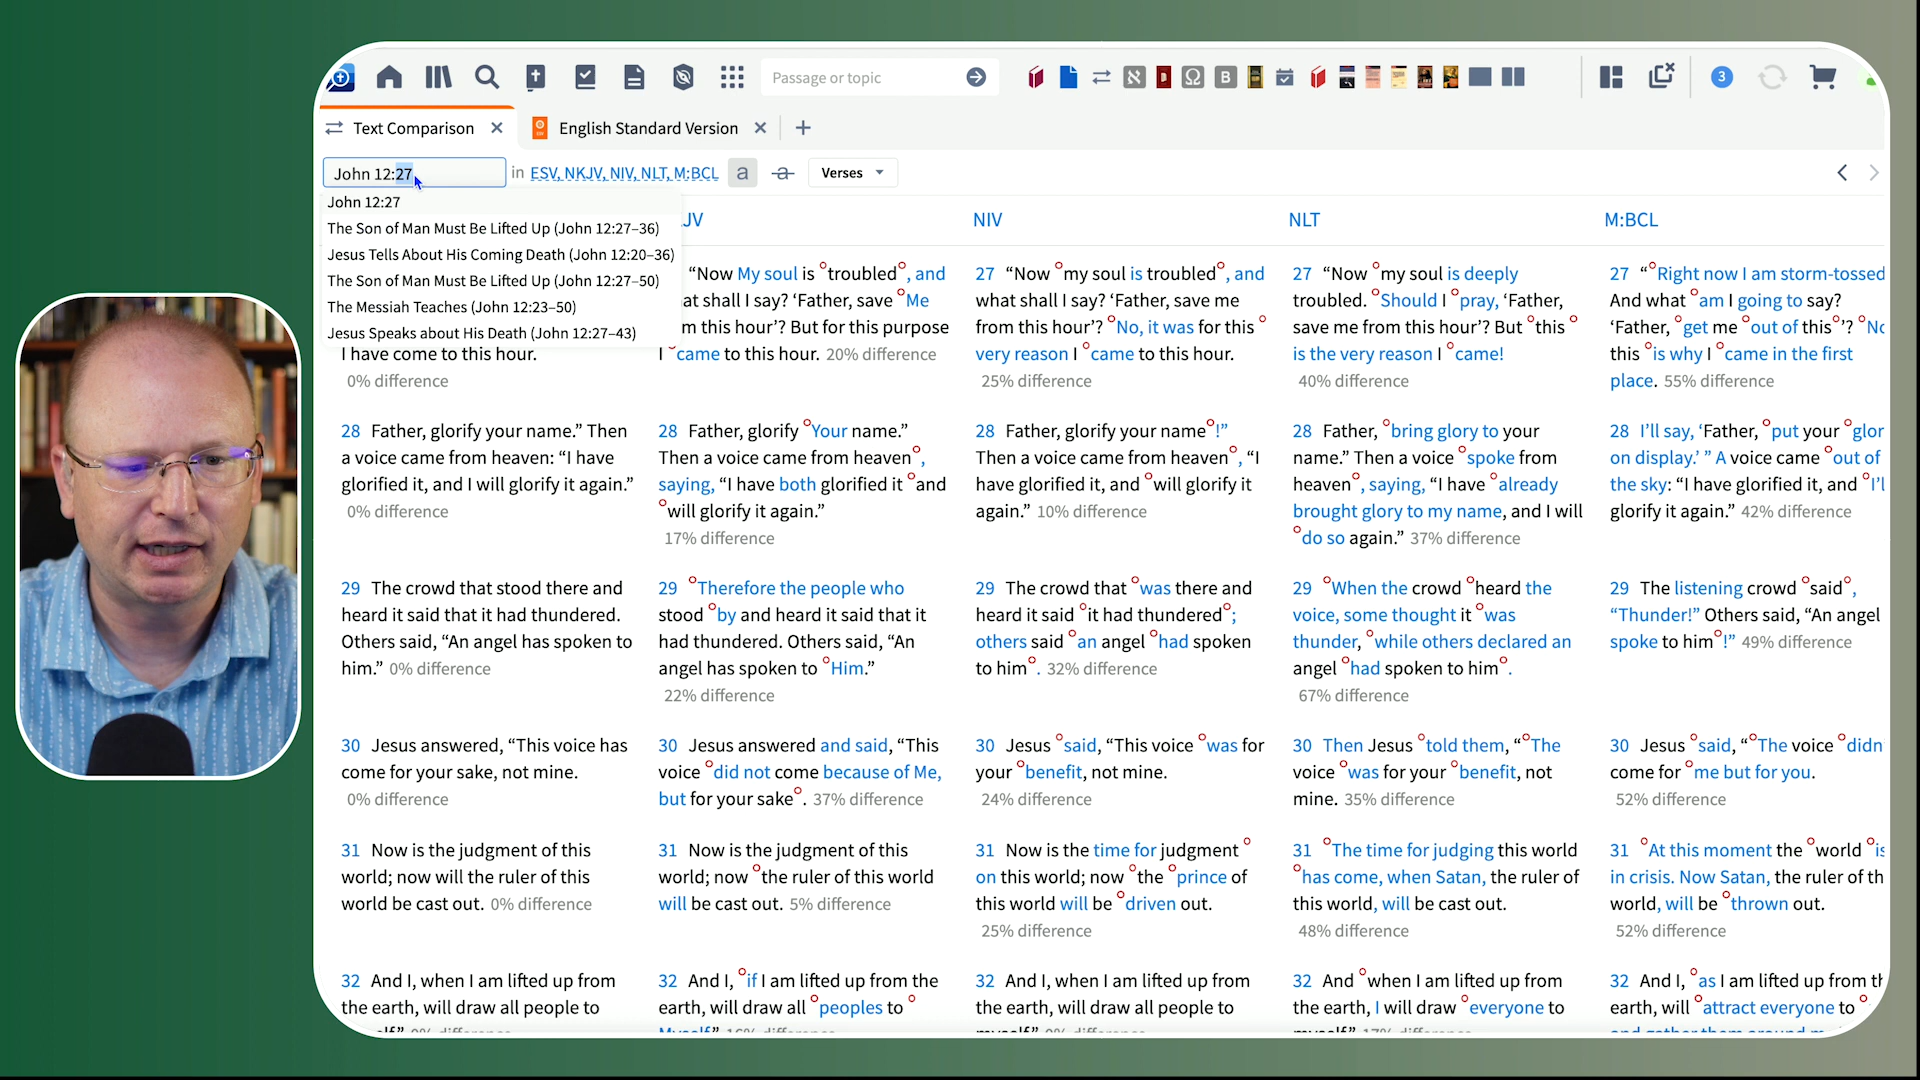 Passage or topic
3
Text Comparison
English Standard Version
John 12:27
in ESV, NKJV, NIV, NLT, M:BCL
a
a
Verses
John 12:27
The Son of Man Must Be Lifted Up (John 12:27–36)
Jesus Tells About His Coming Death (John 12:20–36)
The Son of Man Must Be Lifted Up (John 12:27–50)
The Messiah Teaches (John 12:23–50)
Jesus Speaks about His Death (John 12:27–43)
JV
NIV
NLT
M:BCL
I have come to this hour.
0% difference
“Now My soul is troubled, and
at shall I say? ‘Father, save Me
m this hour’? But for this purpose
I came to this hour. 20% difference
27 “Now my soul is troubled, and
what shall I say? ‘Father, save me
from this hour’? No, it was for this
very reason I came to this hour.
25% difference
27 “Now my soul is deeply
troubled. Should I pray, ‘Father,
save me from this hour’? But this
is the very reason I came!
40% difference
27 “Right now I am storm-tossed
And what am I going to say?
‘Father, get me out of this’? No
this is why I came in the first
place. 55% difference
28 Father, glorify your name.” Then
a voice came from heaven: “I have
glorified it, and I will glorify it again.”
0% difference
28 Father, glorify Your name.”
Then a voice came from heaven,
saying, “I have both glorified it and
will glorify it again.”
17% difference
28 Father, glorify your name!”
Then a voice came from heaven, “I
have glorified it, and will glorify it
again.” 10% difference
28 Father, bring glory to your
name.” Then a voice spoke from
heaven, saying, “I have already
brought glory to my name, and I will
do so again.” 37% difference
28 I’ll say, ‘Father, put your glor
on display.’ ” A voice came out of
the sky: “I have glorified it, and I’l
glorify it again.” 42% difference
29 The crowd that stood there and
heard it said that it had thundered.
Others said, “An angel has spoken to
him.” 0% difference
29 Therefore the people who
stood by and heard it said that it
had thundered. Others said, “An
angel has spoken to Him.”
22% difference
29 The crowd that was there and
heard it said it had thundered;
others said an angel had spoken
to him. 32% difference
29 When the crowd heard the
voice, some thought it was
thunder, while others declared an
angel had spoken to him.
67% difference
29 The listening crowd said,
“Thunder!” Others said, “An angel
spoke to him!” 49% difference
30 Jesus answered, “This voice has
come for your sake, not mine.
0% difference
30 Jesus answered and said, “This
voice did not come because of Me,
but for your sake. 37% difference
30 Jesus said, “This voice was for
your benefit, not mine.
24% difference
30 Then Jesus told them, “The
voice was for your benefit, not
mine. 35% difference
30 Jesus said, “The voice didn
come for me but for you.
52% difference
31 Now is the judgment of this
world; now will the ruler of this
world be cast out. 0% difference
31 Now is the judgment of this
world; now the ruler of this world
will be cast out. 5% difference
31 Now is the time for judgment
on this world; now the prince of
this world will be driven out.
25% difference
31 The time for judging this world
has come, when Satan, the ruler of
this world, will be cast out.
48% difference
31 At this moment the world is
in crisis. Now Satan, the ruler of th
world, will be thrown out.
52% difference
32 And I, when I am lifted up from
the earth, will draw all people to
32 And I, if I am lifted up from the
earth, will draw all peoples to
Myself.” 16% difference
32 And I, when I am lifted up from
the earth, will draw all people to
myself.” 0% difference
32 And when I am lifted up from
the earth, I will draw everyone to
myself.” 17% difference
32 And I, as I am lifted up from th
earth, will attract everyone to
and gather them around m